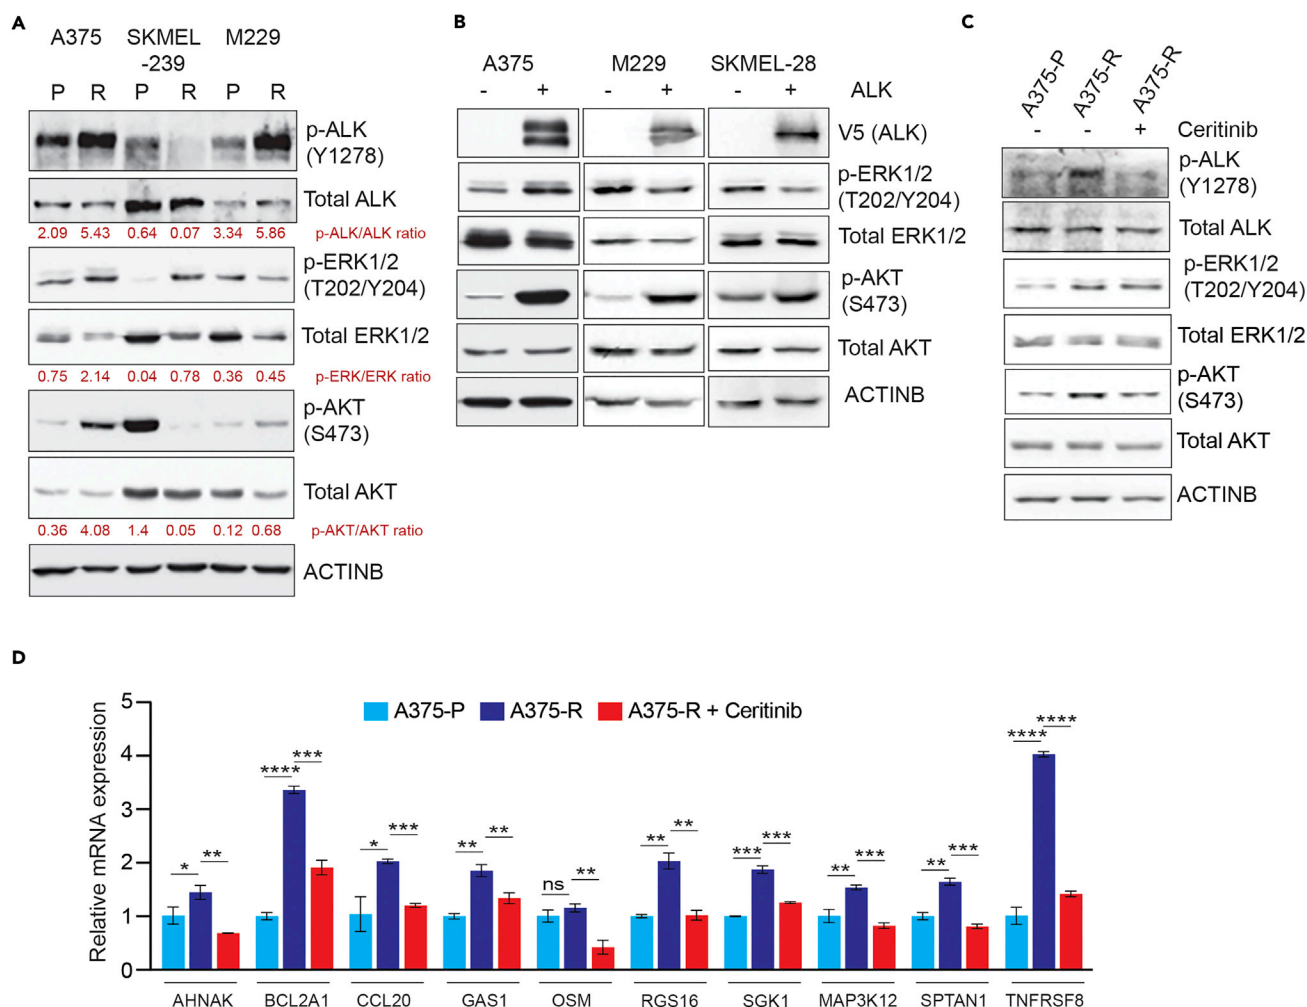 A
A375 SKMEL M229
-239
P R P R P R
p-ALK
(Y1278)
Total ALK
2.09 5.43 0.64 0.07 3.34 5.86 p-ALK/ALK ratio
p-ERK1/2
(T202/Y204)
Total ERK1/2
0.75 2.14 0.04 0.78 0.36 0.45 p-ERK/ERK ratio
p-AKT
(S473)
Total AKT
0.36 4.08 1.4 0.05 0.12 0.68 p-AKT/AKT ratio
ACTINB
B
A375 M229 SKMEL-28
- + - + - + ALK
V5 (ALK)
p-ERK1/2
(T202/Y204)
Total ERK1/2
p-AKT
(S473)
Total AKT
ACTINB
C
A375-P A375-R A375-R
- - + Ceritinib
p-ALK
(Y1278)
Total ALK
p-ERK1/2
(T202/Y204)
Total ERK1/2
p-AKT
(S473)
Total AKT
ACTINB
D
Relative mRNA expression
5
4
3
2
1
0
A375-P A375-R A375-R + Ceritinib
* ** **** *** * *** ** ** ns ** ** ** *** *** ** *** ** *** **** ****
AHNAK BCL2A1 CCL20 GAS1 OSM RGS16 SGK1 MAP3K12 SPTAN1 TNFRSF8